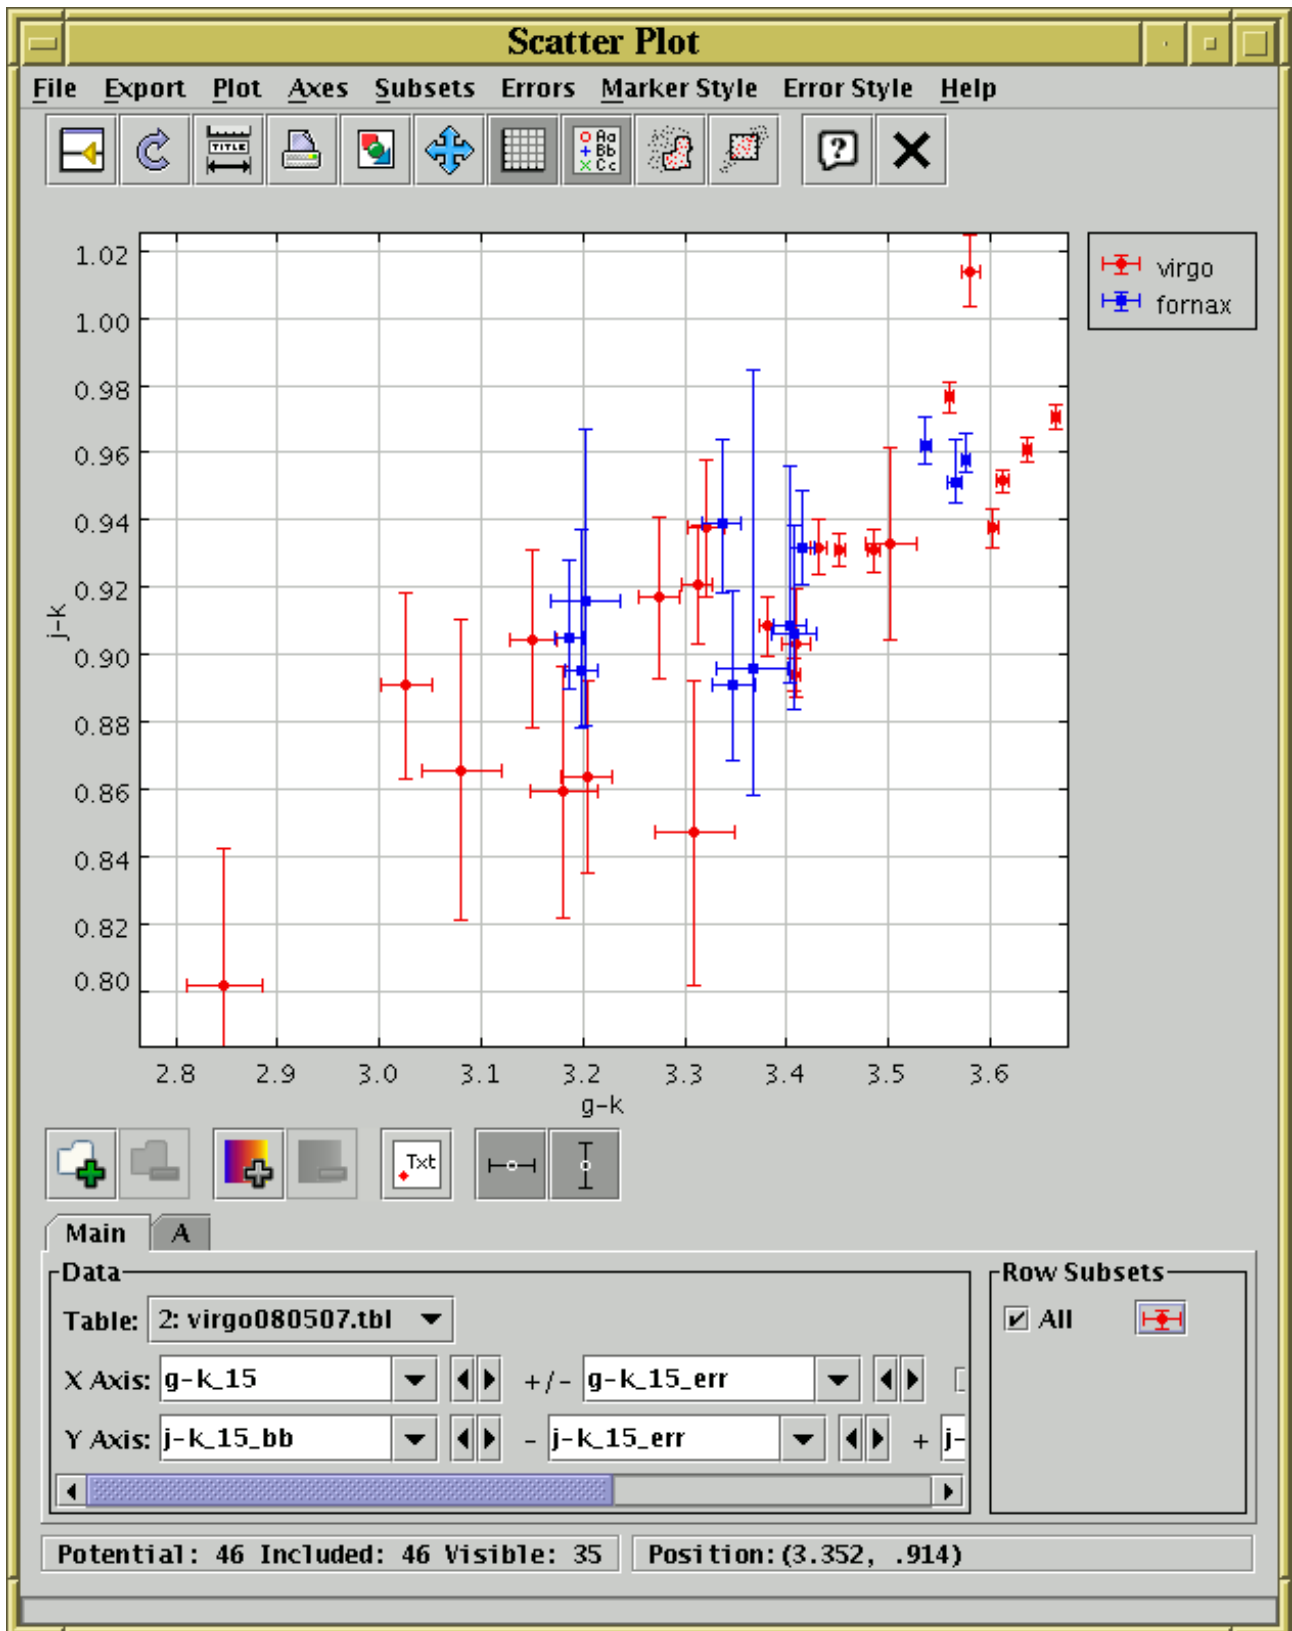 Scatter Plot
File Export Plot Axes Subsets Errors Marker Style Error Style Help
TITLE
Aa
Bb
Cc
?
1.02
1.00
0.98
0.96
0.94
0.92
0.90
0.88
0.86
0.84
0.82
0.80
j-k
2.8 2.9 3.0 3.1 3.2 3.3 3.4 3.5 3.6
g-k
virgo
fornax
Txt
Main A
Data
Table: 2: virgo080507.tbl
X Axis: g-k_15 +/- g-k_15_err
Y Axis: j-k_15_bb - j-k_15_err + j-
Row Subsets
All
Potential: 46 Included: 46 Visible: 35 Position:(3.352, .914)